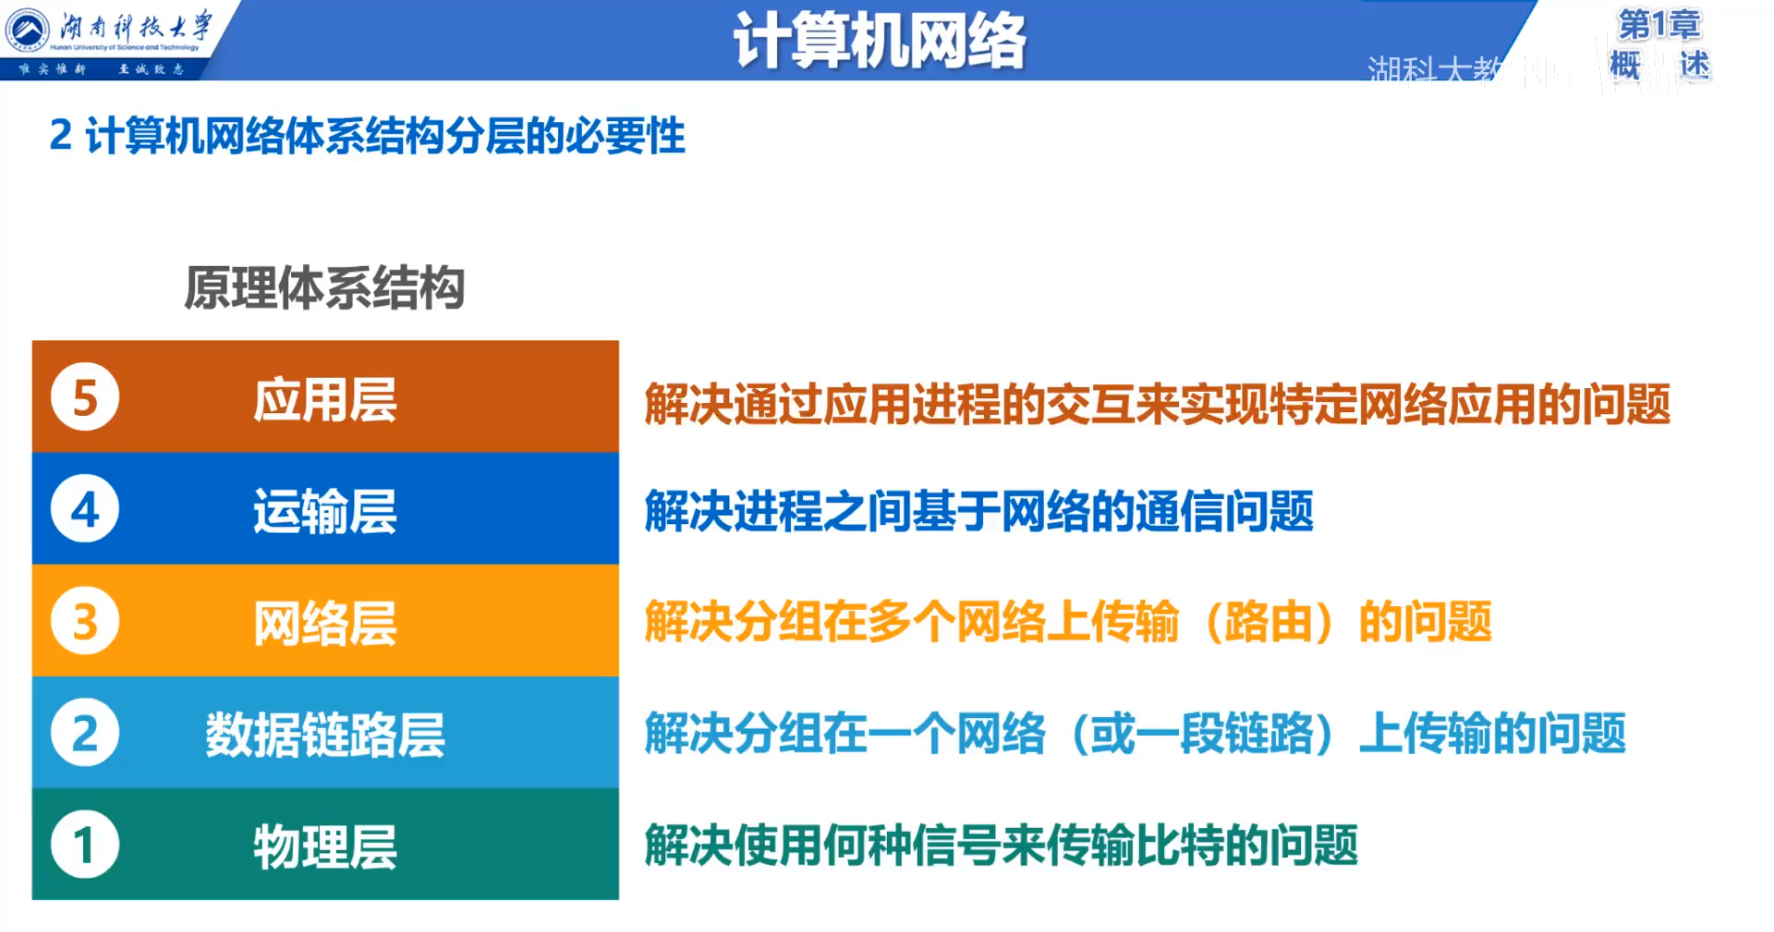 湖南科技大学
Hunan University of Science and Technology
唯实惟新 至诚致志
计算机网络
第1章
概 述
湖科大教
2 计算机网络体系结构分层的必要性
原理体系结构
5 应用层 解决通过应用进程的交互来实现特定网络应用的问题
4 运输层 解决进程之间基于网络的通信问题
3 网络层 解决分组在多个网络上传输（路由）的问题
2 数据链路层 解决分组在一个网络（或一段链路）上传输的问题
1 物理层 解决使用何种信号来传输比特的问题